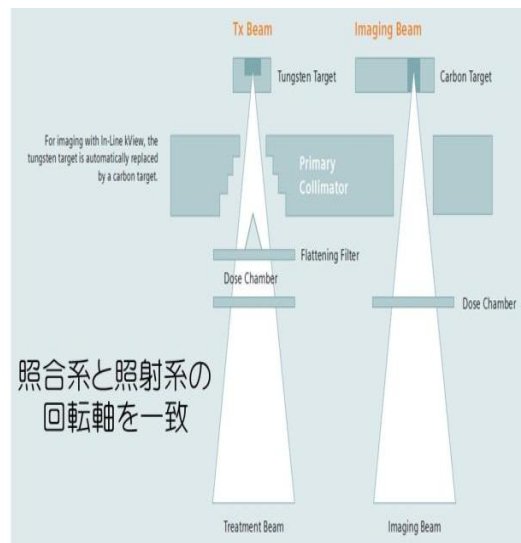 Tx Beam
Imaging Beam
Tungsten Target
Carbon Target
For imaging with In-Line kView, the
tungsten target is automatically replaced
by a carbon target.
Primary
Collimator
Flattening Filter
Dose Chamber
Dose Chamber
照合系と照射系の
回転軸を一致
Treatment Beam
Imaging Beam